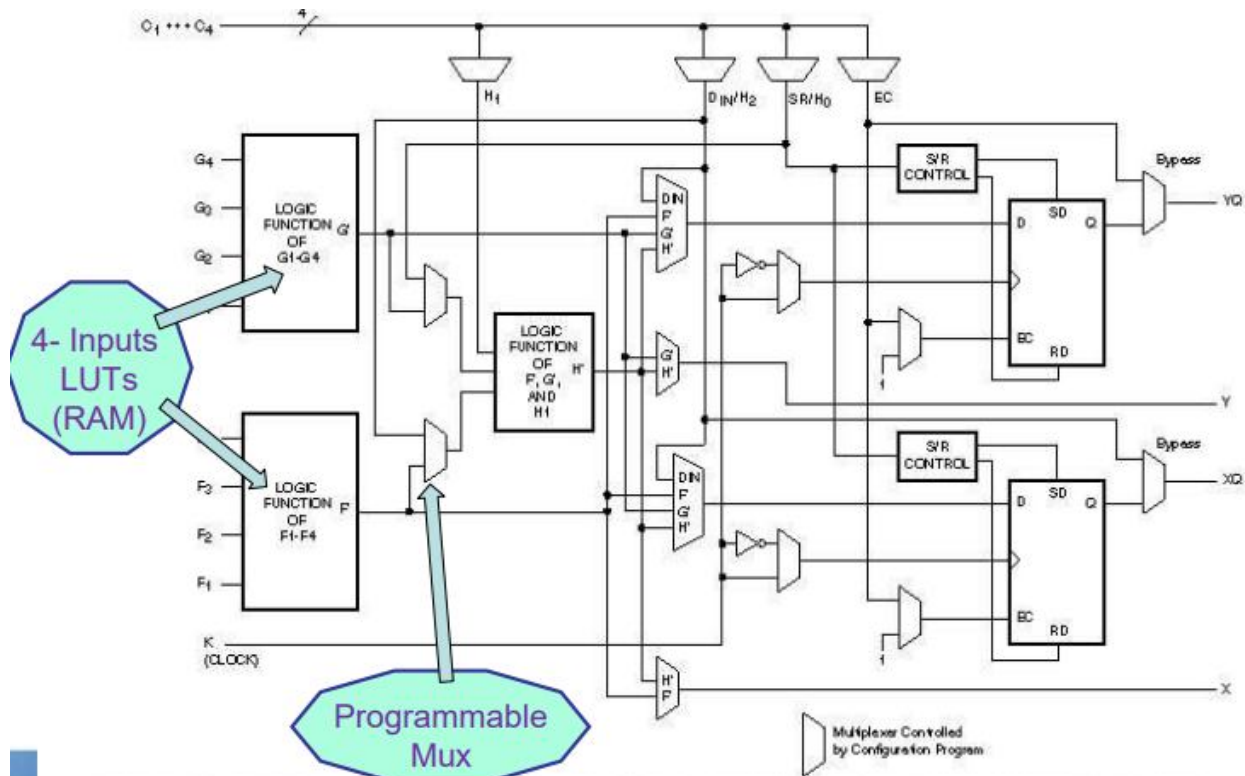 C1 ••• C4
4
H1
DIN/H2
SR/H0
EC
G4
G3
G2
LOGIC
FUNCTION
OF
G1-G4
G'
4- Inputs
LUTs
(RAM)
F3
F2
F1
LOGIC
FUNCTION
OF
F1-F4
F'
K
(CLOCK)
LOGIC
FUNCTION
OF
F', G',
AND
H1
H'
DIN
F'
G'
H'
G'
H'
DIN
F'
G'
H'
H'
F'
S/R
CONTROL
D
SD
Q
EC
RD
1
Bypass
YQ
Y
S/R
CONTROL
D
SD
Q
EC
RD
1
Bypass
XQ
X
Programmable
Mux
Multiplexer Controlled
by Configuration Program